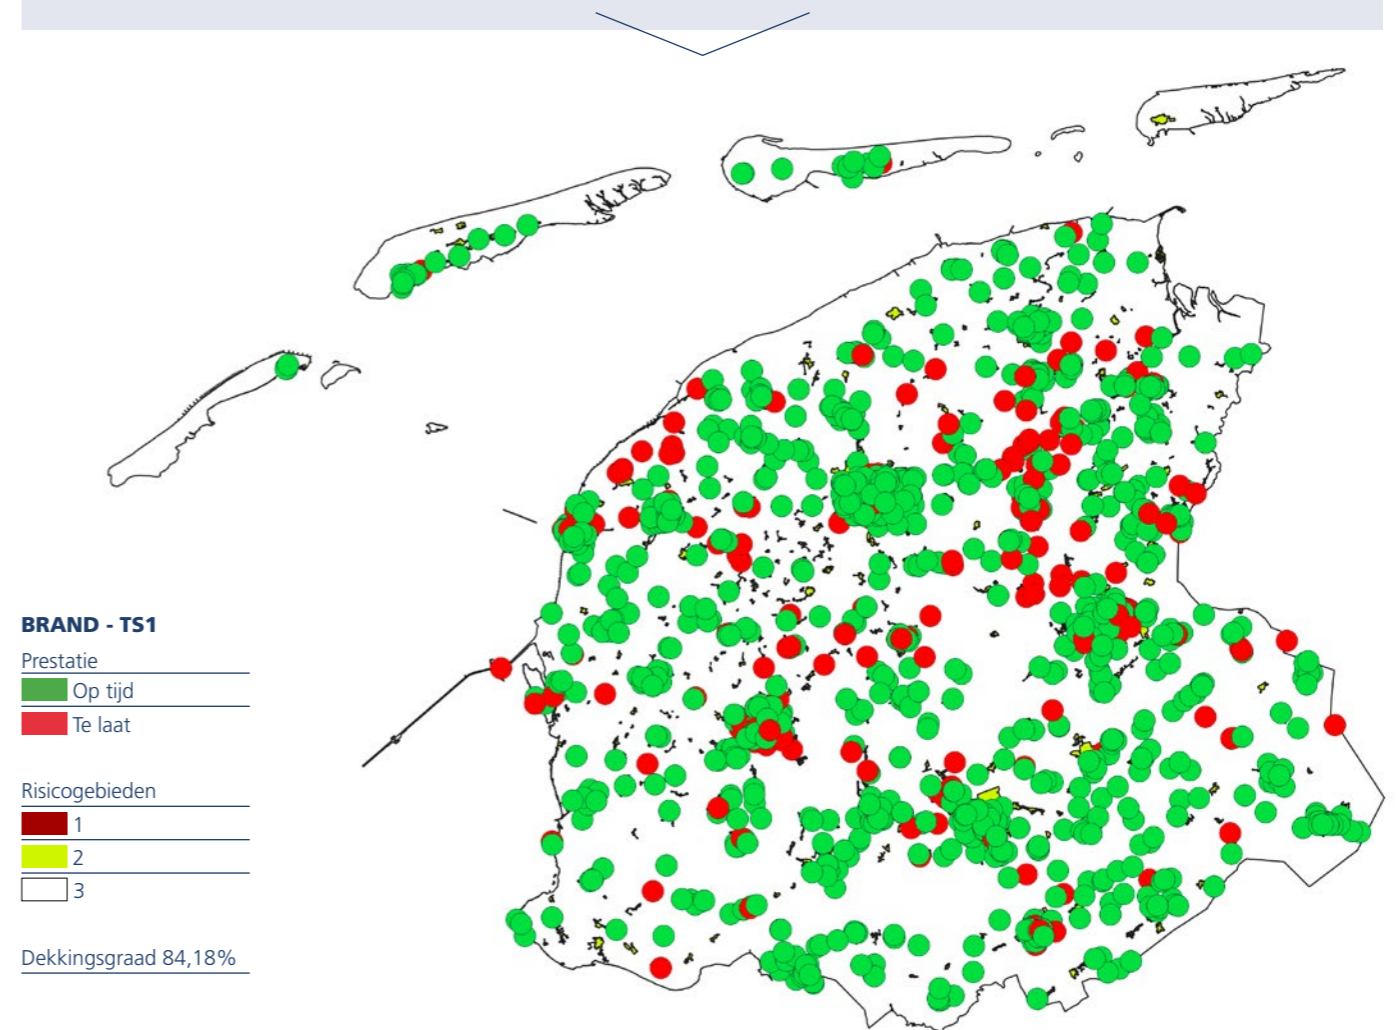 BRAND - TS1
Prestatie
Op tijd
Te laat
Risicogebieden
1
2
3
Dekkingsgraad 84,18%